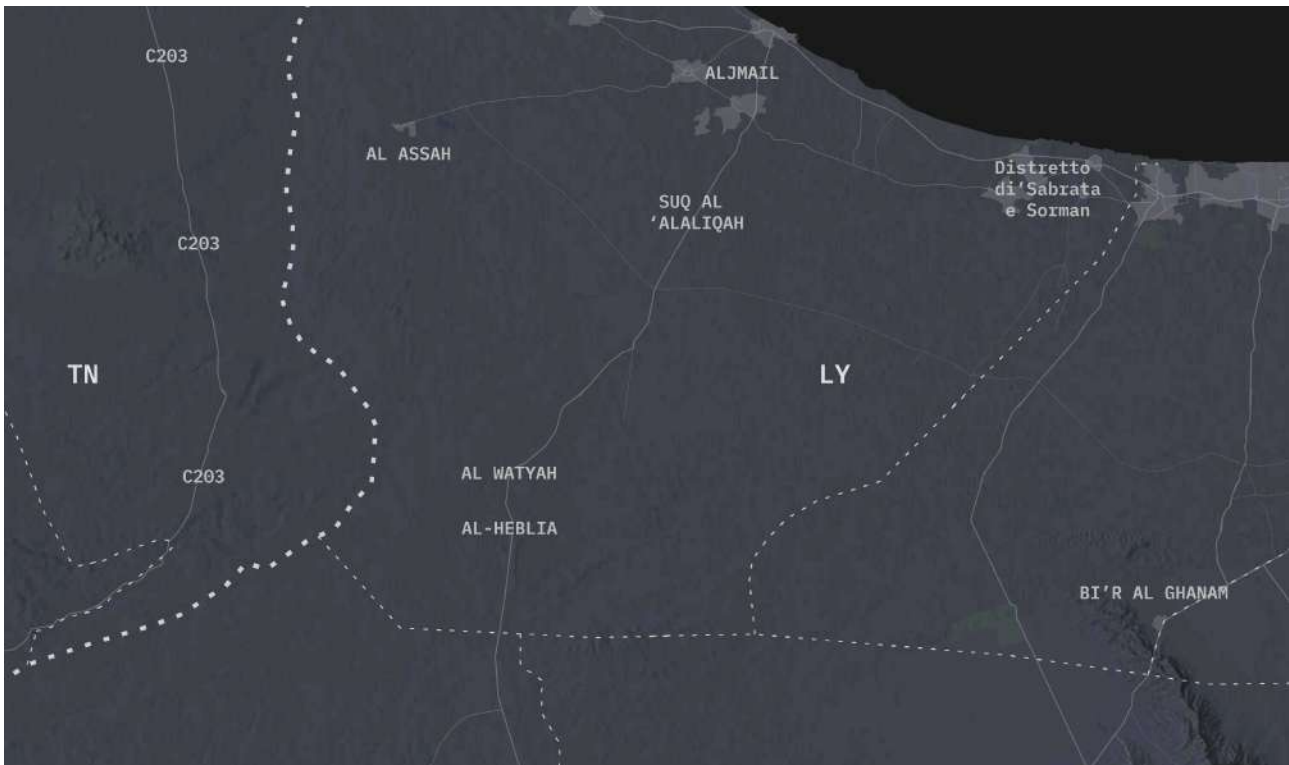 C203
ALJMAIL
AL ASSAH
Distretto
di‘Sabrata
e Sorman
SUQ AL
‘ALALIQAH
C203
TN
LY
AL WATYAH
C203
AL-HEBLIA
BI’R AL GHANAM